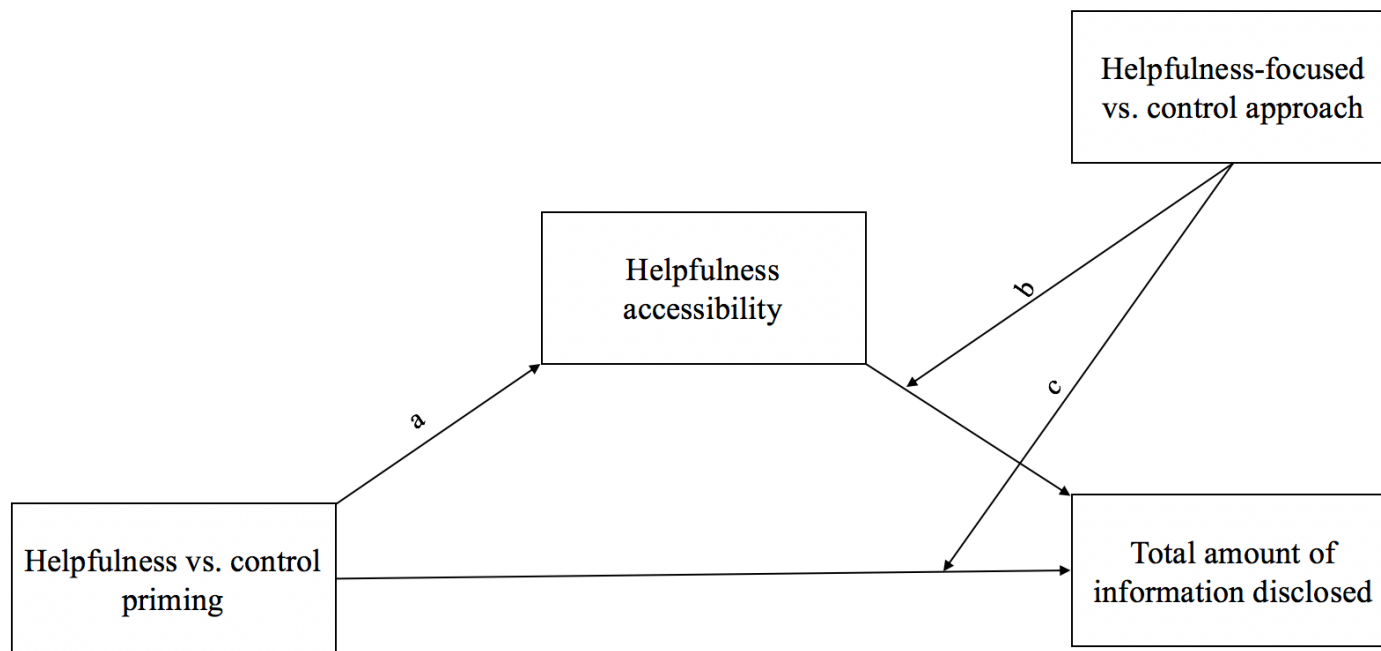 Helpfulness-focused
vs. control approach
Helpfulness
accessibility
b
c
a
Helpfulness vs. control
priming
Total amount of
information disclosed